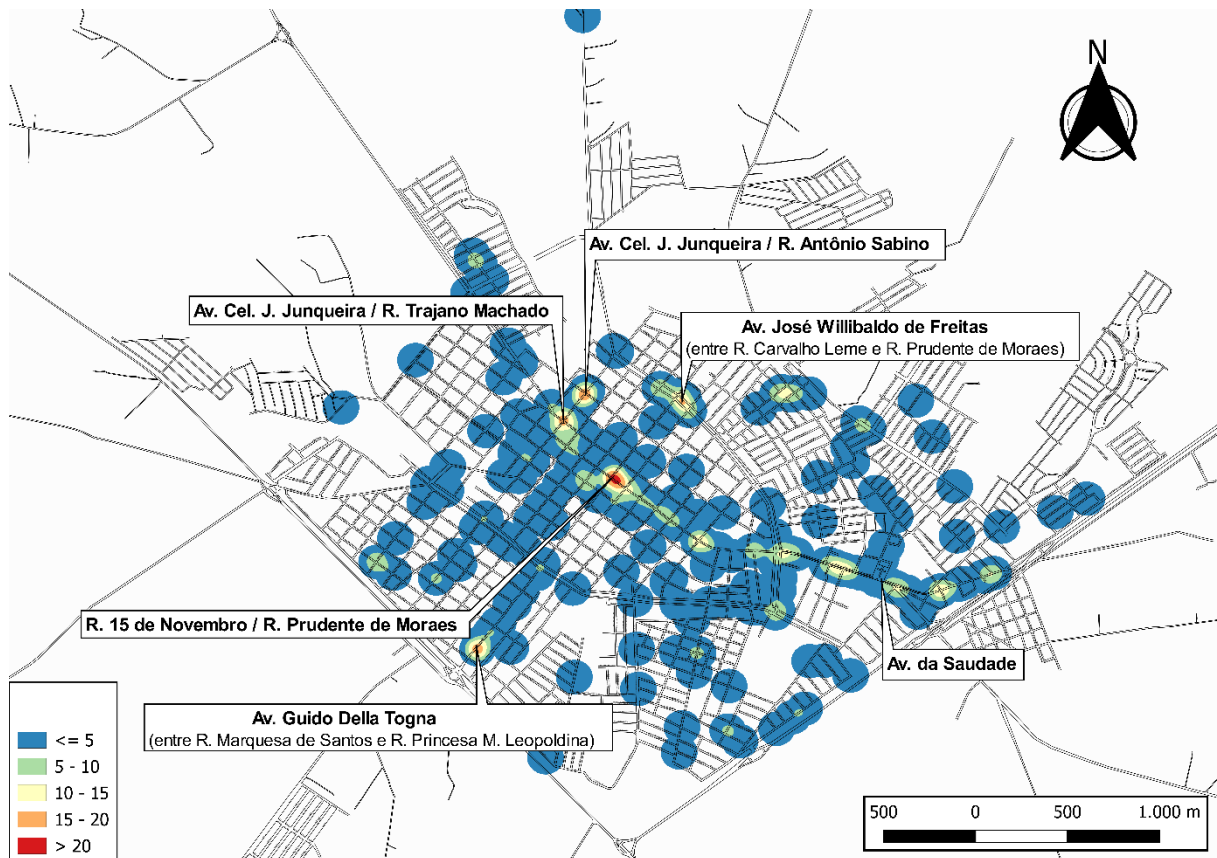 N
Av. Cel. J. Junqueira / R. Antônio Sabino
Av. Cel. J. Junqueira / R. Trajano Machado
Av. José Willibaldo de Freitas
(entre R. Carvalho Leme e R. Prudente de Moraes)
R. 15 de Novembro / R. Prudente de Moraes
Av. da Saudade
Av. Guido Della Togna
(entre R. Marquesa de Santos e R. Princesa M. Leopoldina)
<= 5
5 - 10
10 - 15
15 - 20
> 20
500 0 500 1.000 m